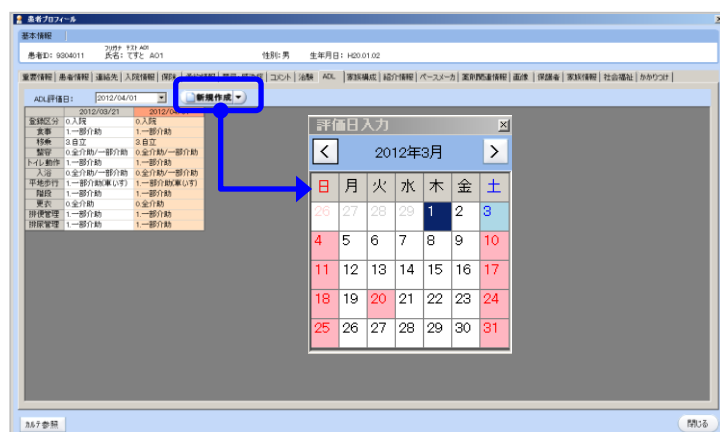 患者プロフィール
基本情報
患者ID: 9304011 氏名: てすと A01 性別: 男 生年月日: H20.01.02
フリガナ テスト A01
重要情報 患者情報 連絡先 入院情報 保険 コメント 治験 ADL 家族構成 紹介情報 ペースメーカ 薬剤関連情報 画像 保護者 家族情報 社会福祉 かかりつけ
ADL評価日: 2012/04/01 新規作成
2012/03/21
登録区分 0.入院 0.入院
食事 1.一部介助 1.一部介助
移乗 3.自立 3.自立
整容 0.全介助/一部介助 0.全介助/一部介助
トイレ動作 1.一部介助 1.一部介助
入浴 0.全介助/一部介助 0.全介助/一部介助
平地歩行 1.一部介助(車いす) 1.一部介助(車いす)
階段 1.一部介助 1.一部介助
更衣 0.全介助 0.全介助
排便管理 1.一部介助 1.一部介助
排尿管理 1.一部介助 1.一部介助
評価日入力
2012年3月
日 月 火 水 木 金 土
26 27 28 29 1 2 3
4 5 6 7 8 9 10
11 12 13 14 15 16 17
18 19 20 21 22 23 24
25 26 27 28 29 30 31
カルテ参照 閉じる